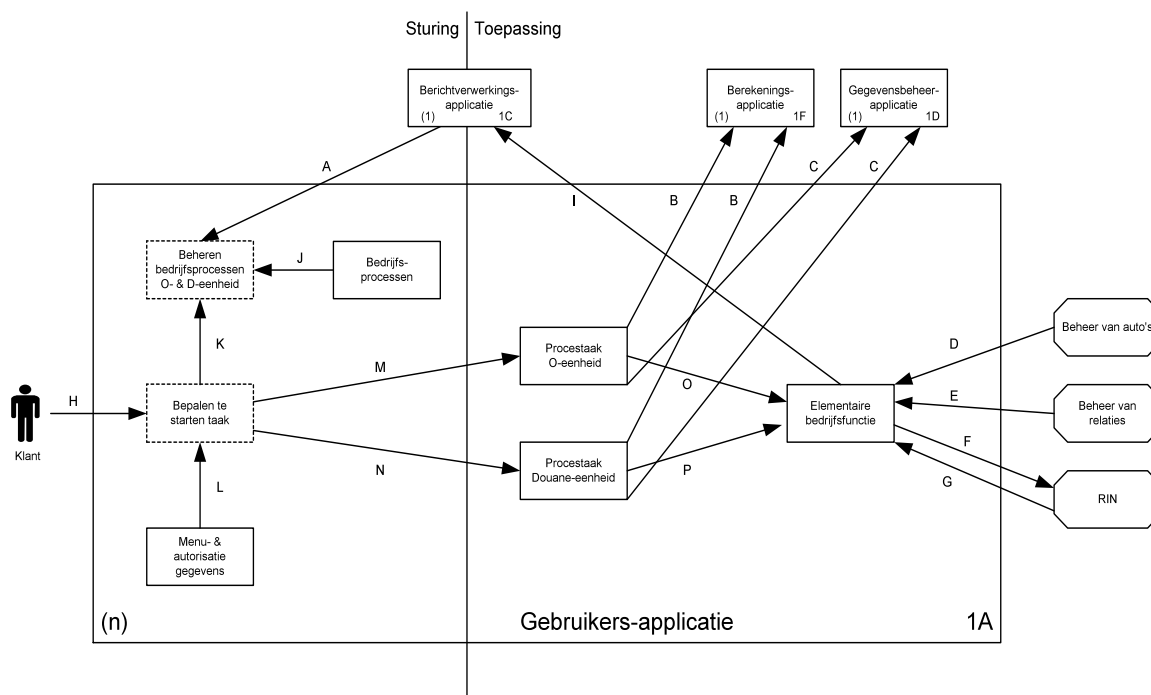 Sturing
Toepassing
Berichtverwerkings-
applicatie
(1)
1C
Berekenings-
applicatie
(1)
1F
Gegevensbeheer-
applicatie
(1)
1D
A
I
B
B
C
C
Beheren
bedrijfsprocessen
O- & D-eenheid
J
Bedrijfs-
processen
K
M
Procestaak
O-eenheid
O
D
Beheer van auto's
H
Klant
Bepalen te
starten taak
Elementaire
bedrijfsfunctie
E
Beheer van
relaties
N
Procestaak
Douane-eenheid
P
F
G
RIN
L
Menu- &
autorisatie
gegevens
(n)
Gebruikers-applicatie
1A